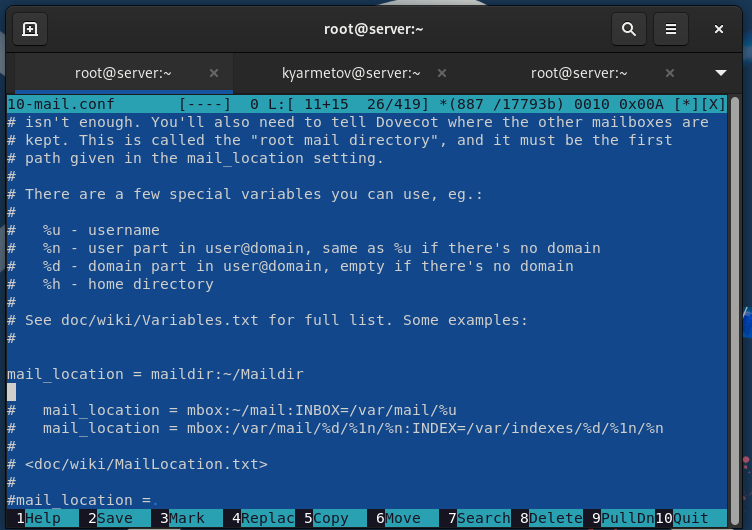 root@server:~
root@server:~ kyarmetov@server:~ root@server:~
10-mail.conf       [----]  0 L:[ 11+15  26/419] *(887 /17793b) 0010 0x00A [*][X]
# isn't enough. You'll also need to tell Dovecot where the other mailboxes are
# kept. This is called the "root mail directory", and it must be the first
# path given in the mail_location setting.
#
# There are a few special variables you can use, eg.:
#
#   %u - username
#   %n - user part in user@domain, same as %u if there's no domain
#   %d - domain part in user@domain, empty if there's no domain
#   %h - home directory
#
# See doc/wiki/Variables.txt for full list. Some examples:
#
mail_location = maildir:~/Maildir
#   mail_location = mbox:~/mail:INBOX=/var/mail/%u
#   mail_location = mbox:/var/mail/%d/%1n/%n:INDEX=/var/indexes/%d/%1n/%n
#
# <doc/wiki/MailLocation.txt>
#
#mail_location =.
1Help 2Save 3Mark 4Replac 5Copy 6Move 7Search 8Delete 9PullDn 10Quit